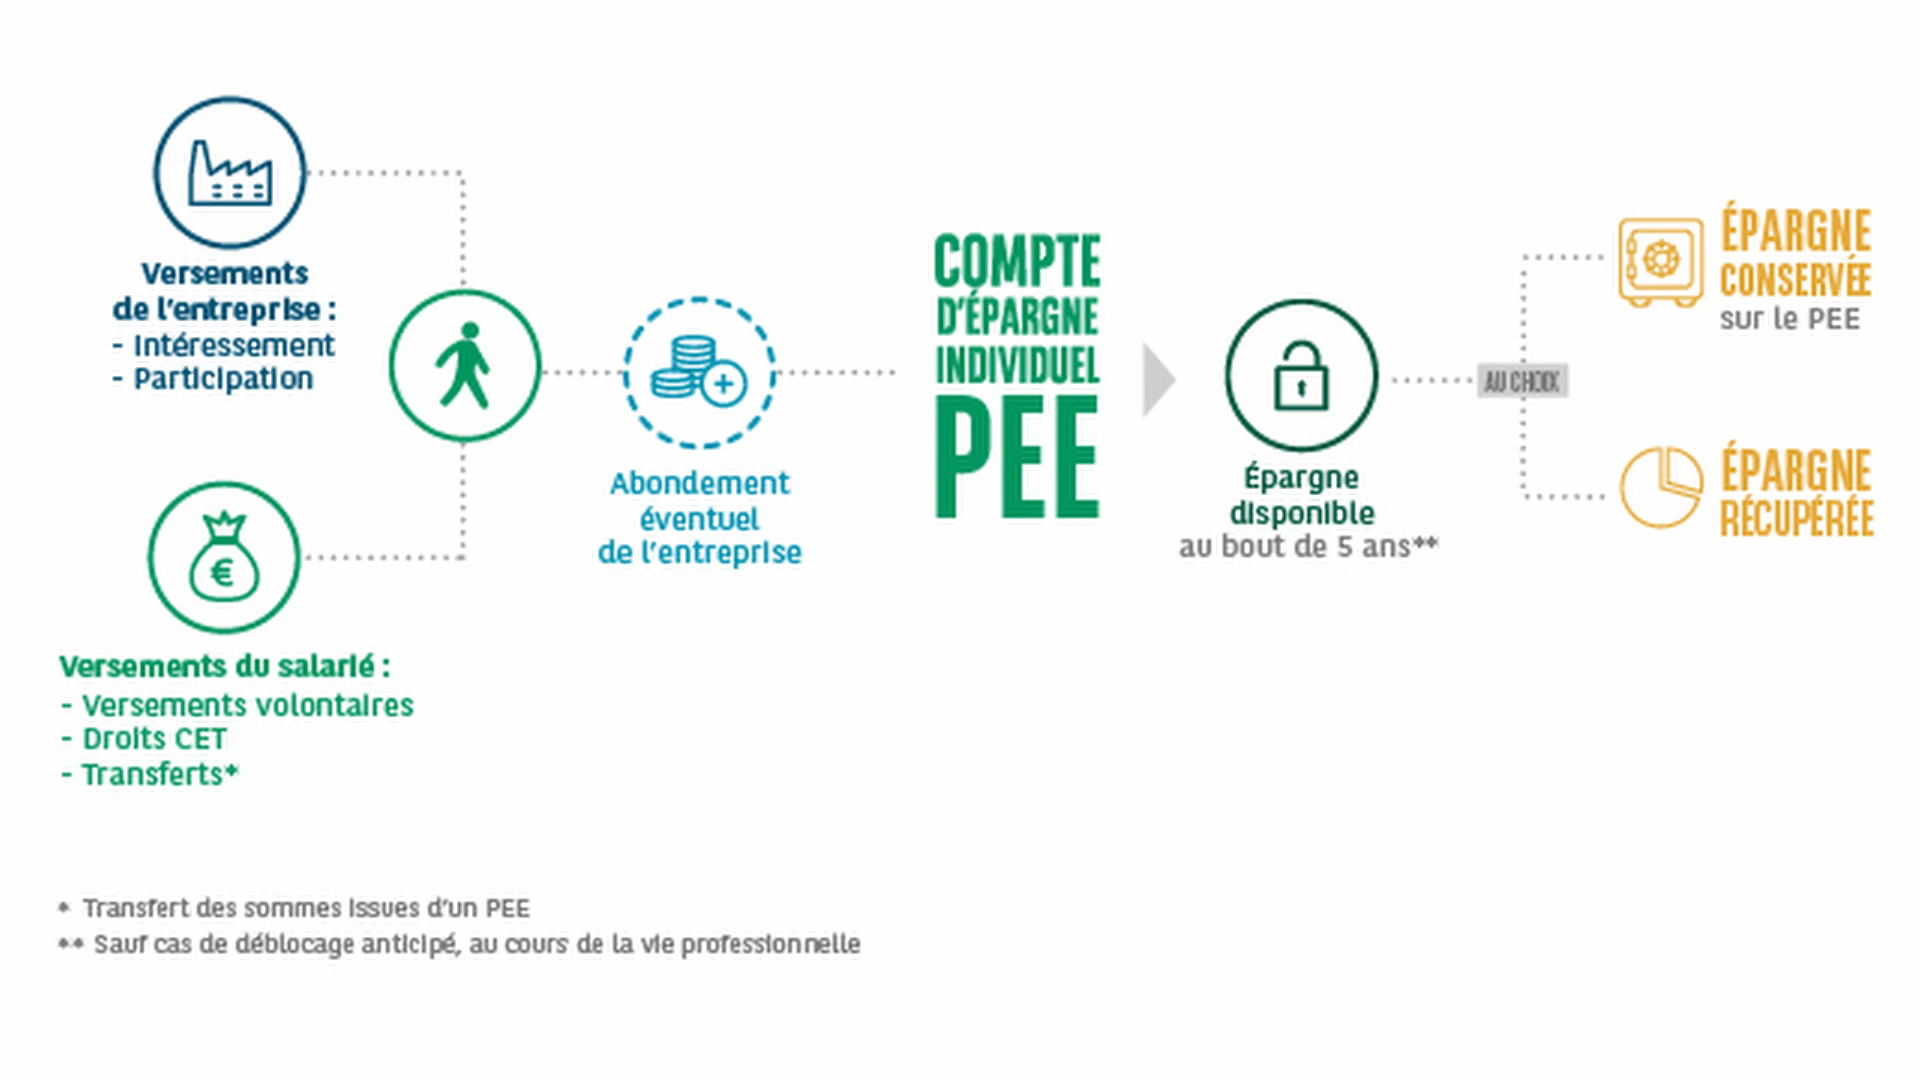 Versements
de l'entreprise :
- Intéressement
- Participation
Versements du salarié :
- Versements volontaires
- Droits CET
- Transferts*
Abondement
éventuel
de l'entreprise
COMPTE
D'ÉPARGNE
INDIVIDUEL
PEE
Épargne
disponible
au bout de 5 ans**
AU CHOIX
ÉPARGNE
CONSERVÉE
sur le PEE
ÉPARGNE
RÉCUPÉRÉE
* Transfert des sommes issues d'un PEE
** Sauf cas de déblocage anticipé, au cours de la vie professionnelle